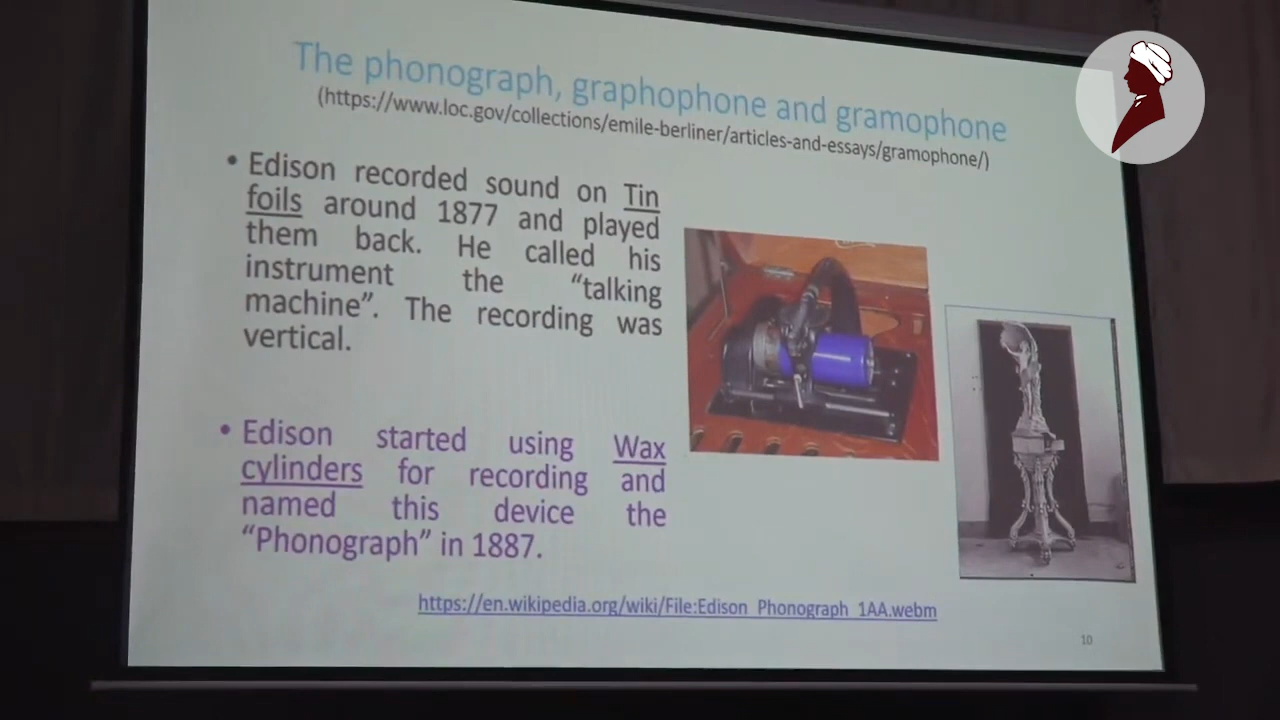 The phonograph, graphophone and gramophone
(https://www.loc.gov/collections/emile-berliner/articles-and-essays/gramophone/)
• Edison recorded sound on Tin
foils around 1877 and played
them back. He called his
instrument the “talking
machine”. The recording was
vertical.
• Edison started using Wax
cylinders for recording and
named this device the
“Phonograph” in 1887.
https://en.wikipedia.org/wiki/File:Edison_Phonograph_1AA.webm
10